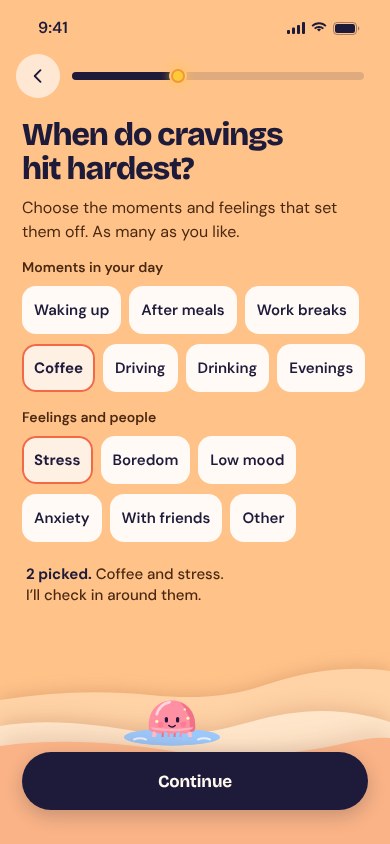 9:41
When do cravings
hit hardest?
Choose the moments and feelings that set
them off. As many as you like.
Moments in your day
Waking up After meals Work breaks
Coffee Driving Drinking Evenings
Feelings and people
Stress Boredom Low mood
Anxiety With friends Other
2 picked. Coffee and stress.
I’ll check in around them.
Continue